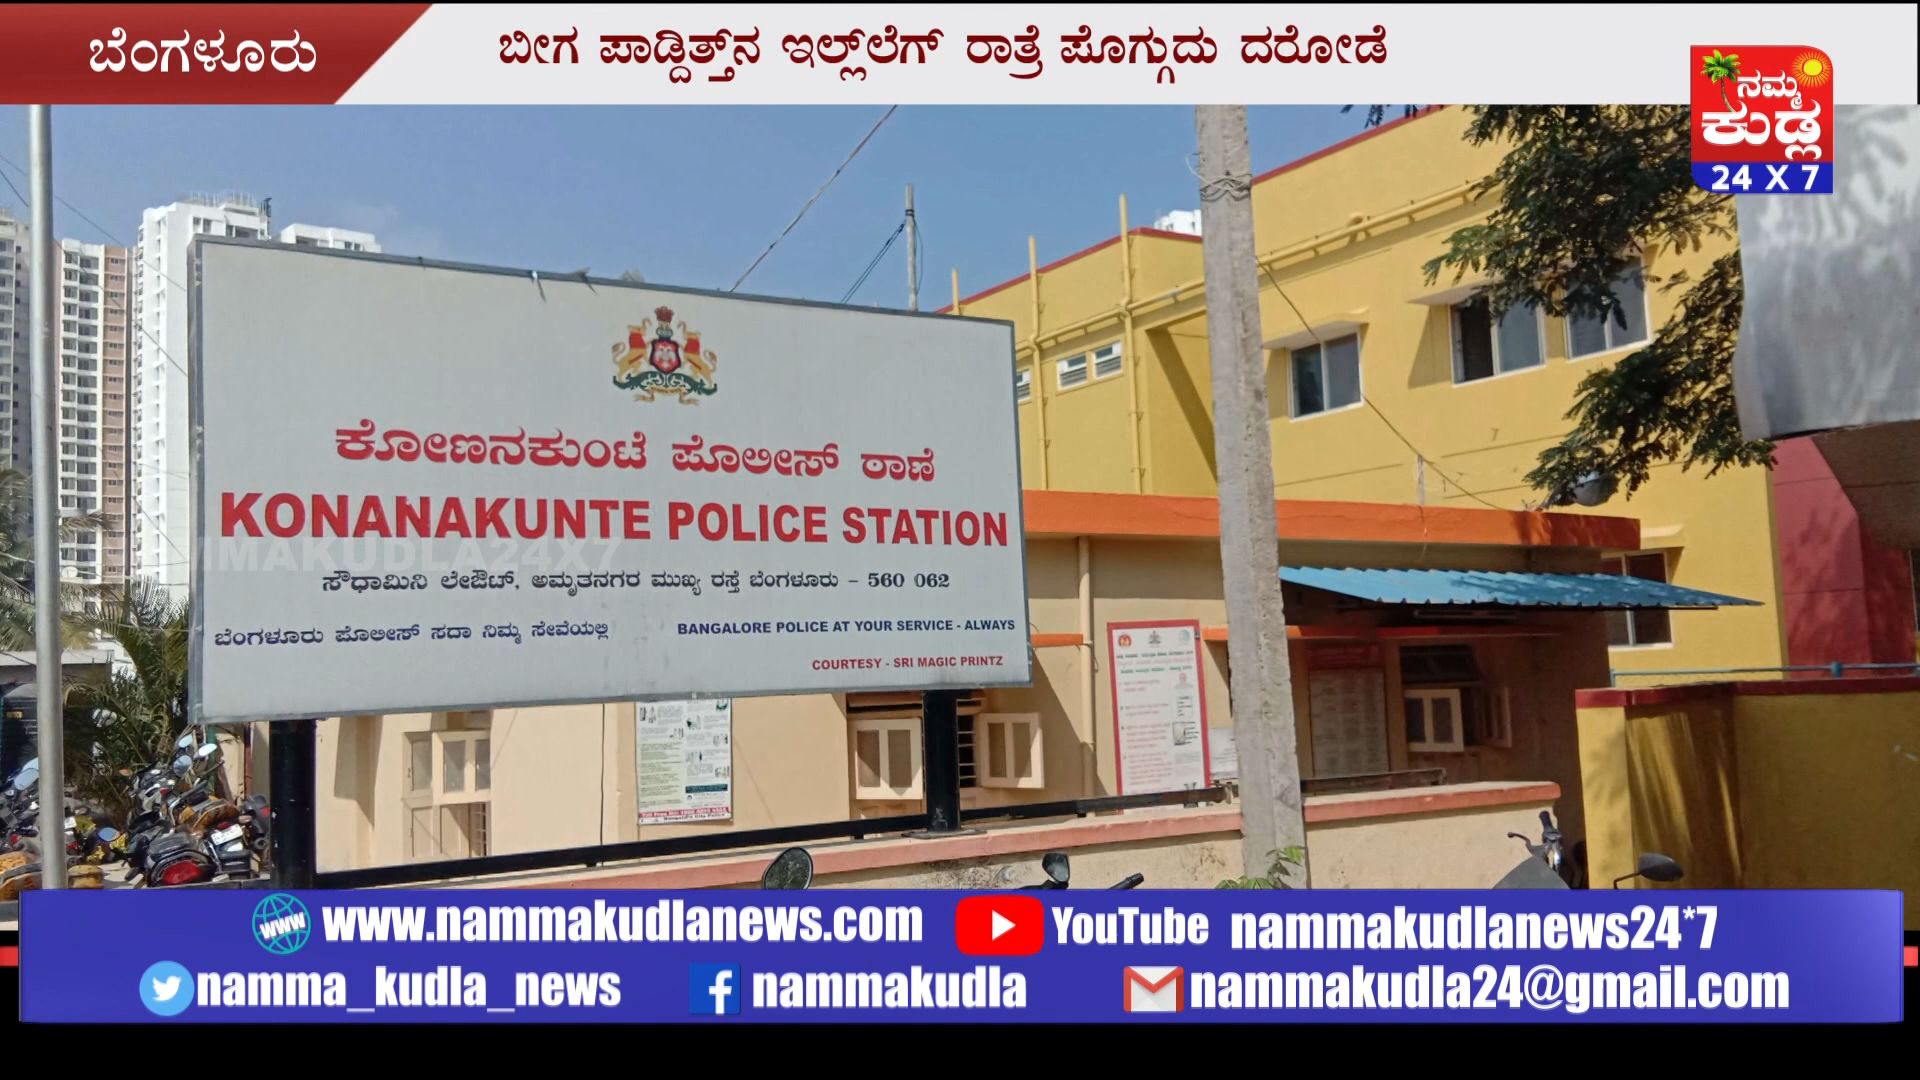 ಬೆಂಗಳೂರು
ಬೀಗ ಪಾಡ್ದಿತ್ತ್‌ನ ಇಲ್ಲ್‌ಲೆಗ್ ರಾತ್ರೆ ಪೊಗ್ಗುದು ದರೋಡೆ
ನಮ್ಮ
ಕುಡ್ಲ
24 X 7
ಕೋಣನಕುಂಟೆ ಪೊಲೀಸ್ ಠಾಣೆ
KONANAKUNTE POLICE STATION
MMAKUDLA24X7
ಸೌಧಾಮಿನಿ ಲೇಔಟ್, ಅಮೃತನಗರ ಮುಖ್ಯ ರಸ್ತೆ ಬೆಂಗಳೂರು – 560 062
ಬೆಂಗಳೂರು ಪೊಲೀಸ್ ಸದಾ ನಿಮ್ಮ ಸೇವೆಯಲ್ಲಿ
BANGALORE POLICE AT YOUR SERVICE - ALWAYS
COURTESY - SRI MAGIC PRINTZ
www www.nammakudlanews.com YouTube nammakudlanews24*7
namma_kudla_news nammakudla nammakudla24@gmail.com